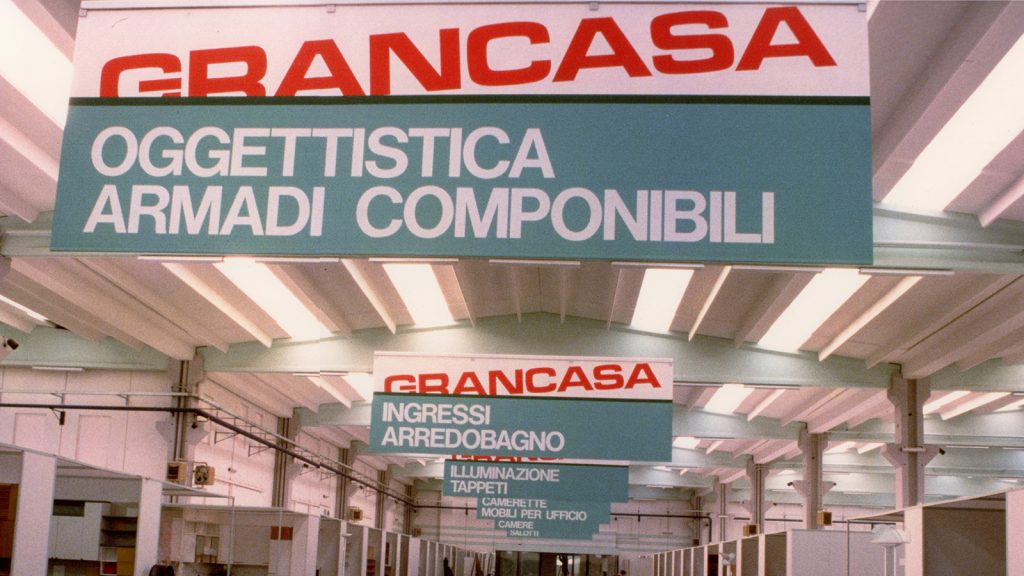 GRANCASA
OGGETTISTICA
ARMADI COMPONIBILI
GRANCASA
INGRESSI
ARREDOBAGNO
ILLUMINAZIONE
TAPPETI
CAMERETTE
MOBILI PER UFFICIO
CAMERE
SALOTTI